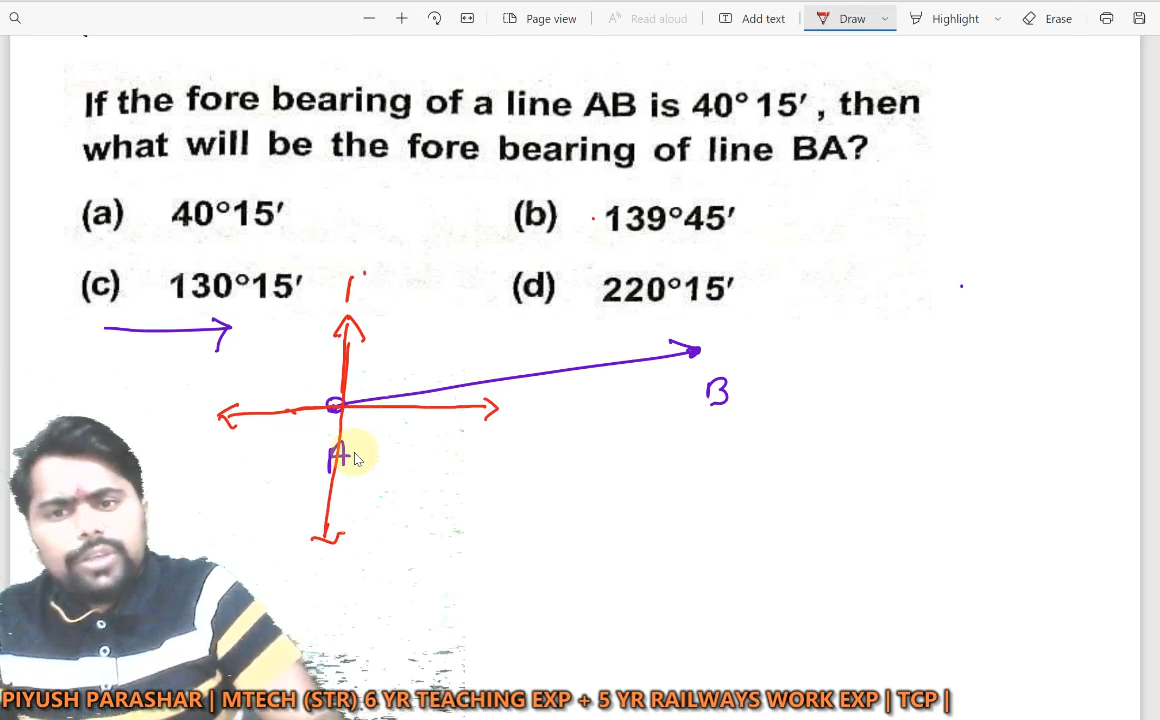 Page view
Read aloud
Add text
Draw
Highlight
Erase
If the fore bearing of a line AB is 40°15′, then
what will be the fore bearing of line BA?
(a) 40°15′ (b) 139°45′
(c) 130°15′ (d) 220°15′
B
A
PIYUSH PARASHAR | MTECH (STR) 6 YR TEACHING EXP + 5 YR RAILWAYS WORK EXP | TCP |